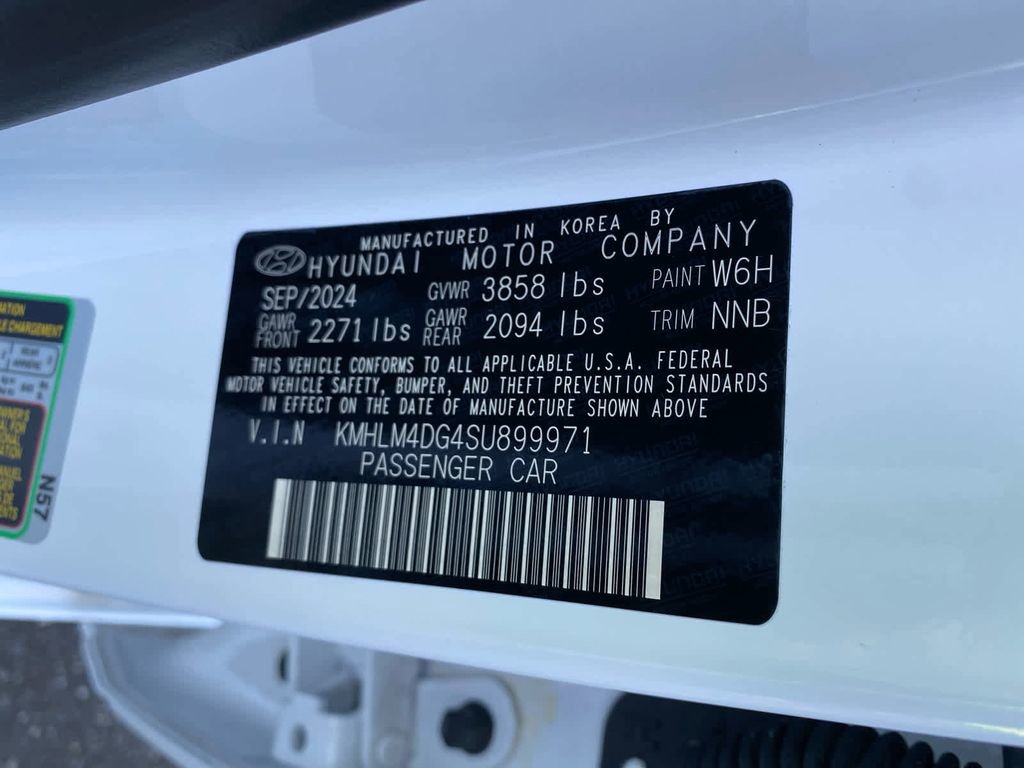 MANUFACTURED IN KOREA BY
HYUNDAI MOTOR COMPANY
SEP/2024 GVWR 3858 lbs PAINT W6H
GAWR FRONT 2271 lbs GAWR REAR 2094 lbs TRIM NNB
THIS VEHICLE CONFORMS TO ALL APPLICABLE U.S.A. FEDERAL
MOTOR VEHICLE SAFETY, BUMPER, AND THEFT PREVENTION STANDARDS
IN EFFECT ON THE DATE OF MANUFACTURE SHOWN ABOVE
V.I.N KMHLM4DG4SU899971
PASSENGER CAR
N57